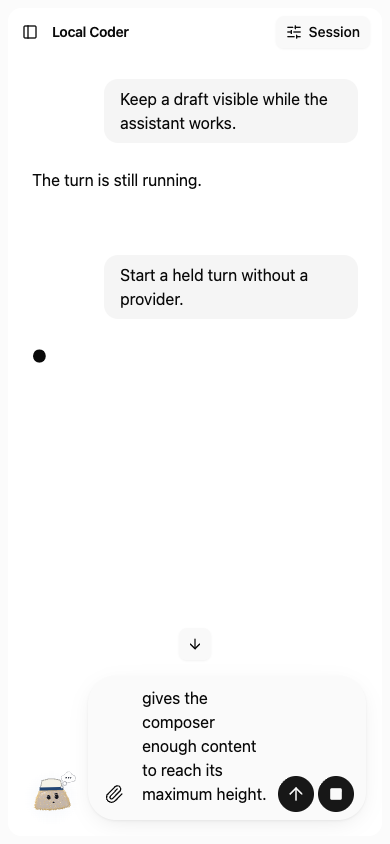 Local Coder
Session
Keep a draft visible while the
assistant works.
The turn is still running.
Start a held turn without a
provider.
gives the
composer
enough content
to reach its
maximum height.